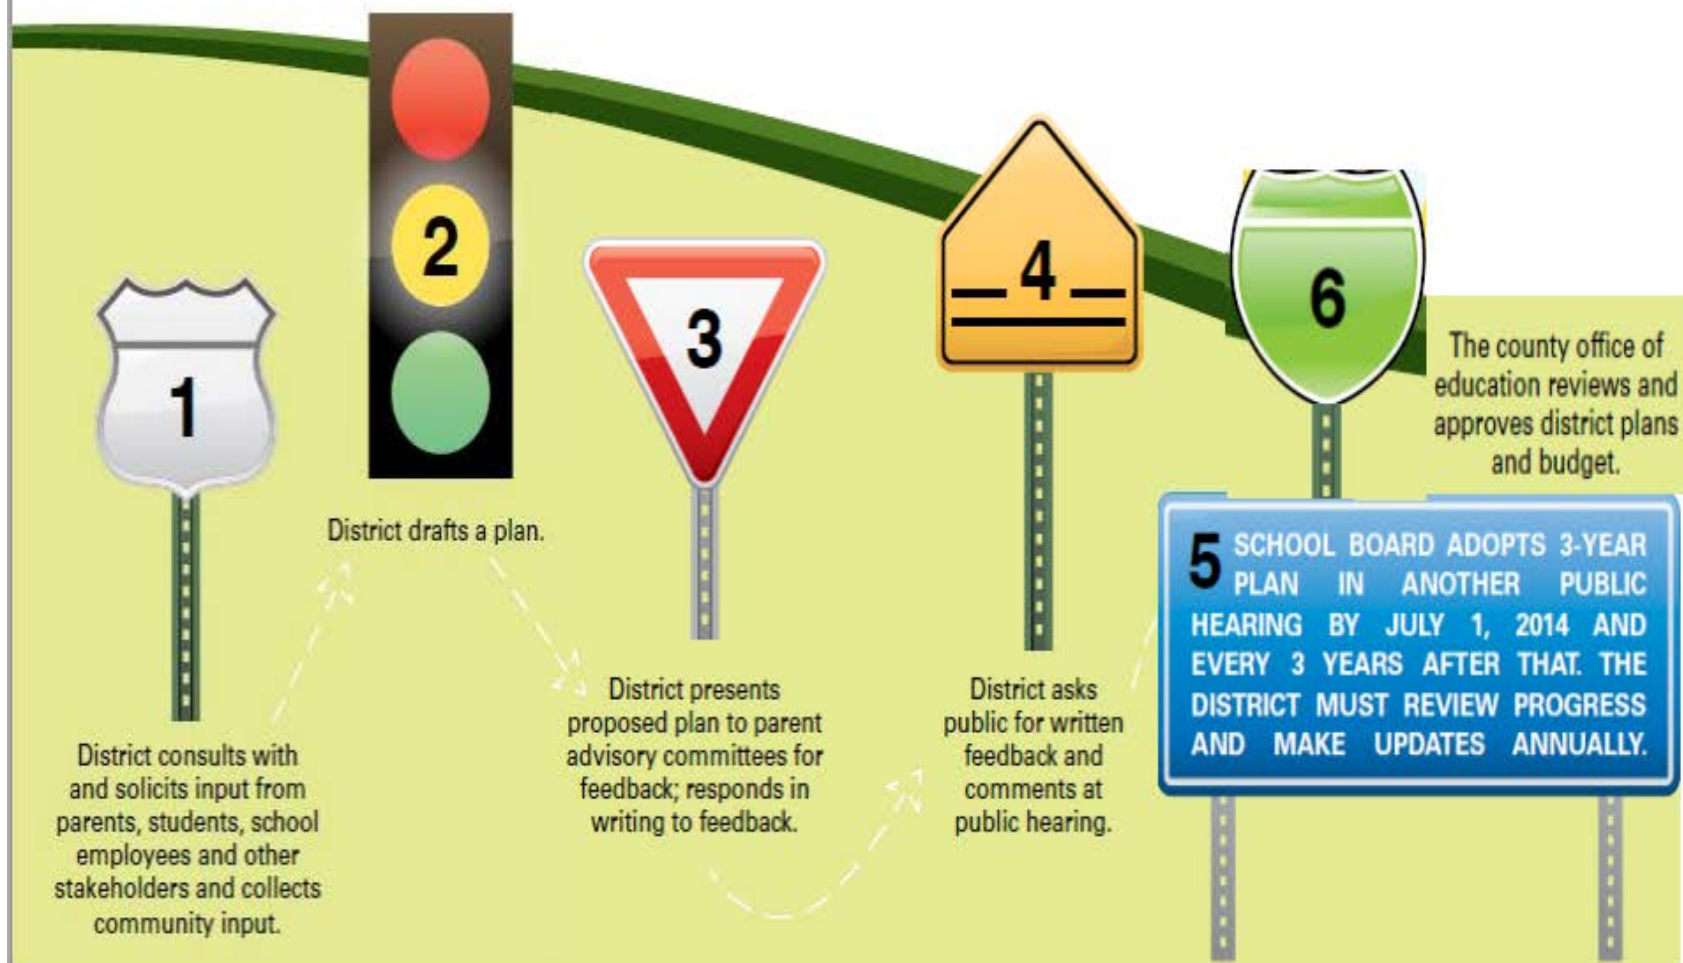 1
District consults with
and solicits input from
parents, students, school
employees and other
stakeholders and collects
community input.
2
District drafts a plan.
3
District presents
proposed plan to parent
advisory committees for
feedback; responds in
writing to feedback.
4
District asks
public for written
feedback and
comments at
public hearing.
5 SCHOOL BOARD ADOPTS 3-YEAR
PLAN IN ANOTHER PUBLIC
HEARING BY JULY 1, 2014 AND
EVERY 3 YEARS AFTER THAT. THE
DISTRICT MUST REVIEW PROGRESS
AND MAKE UPDATES ANNUALLY.
6
The county office of
education reviews and
approves district plans
and budget.